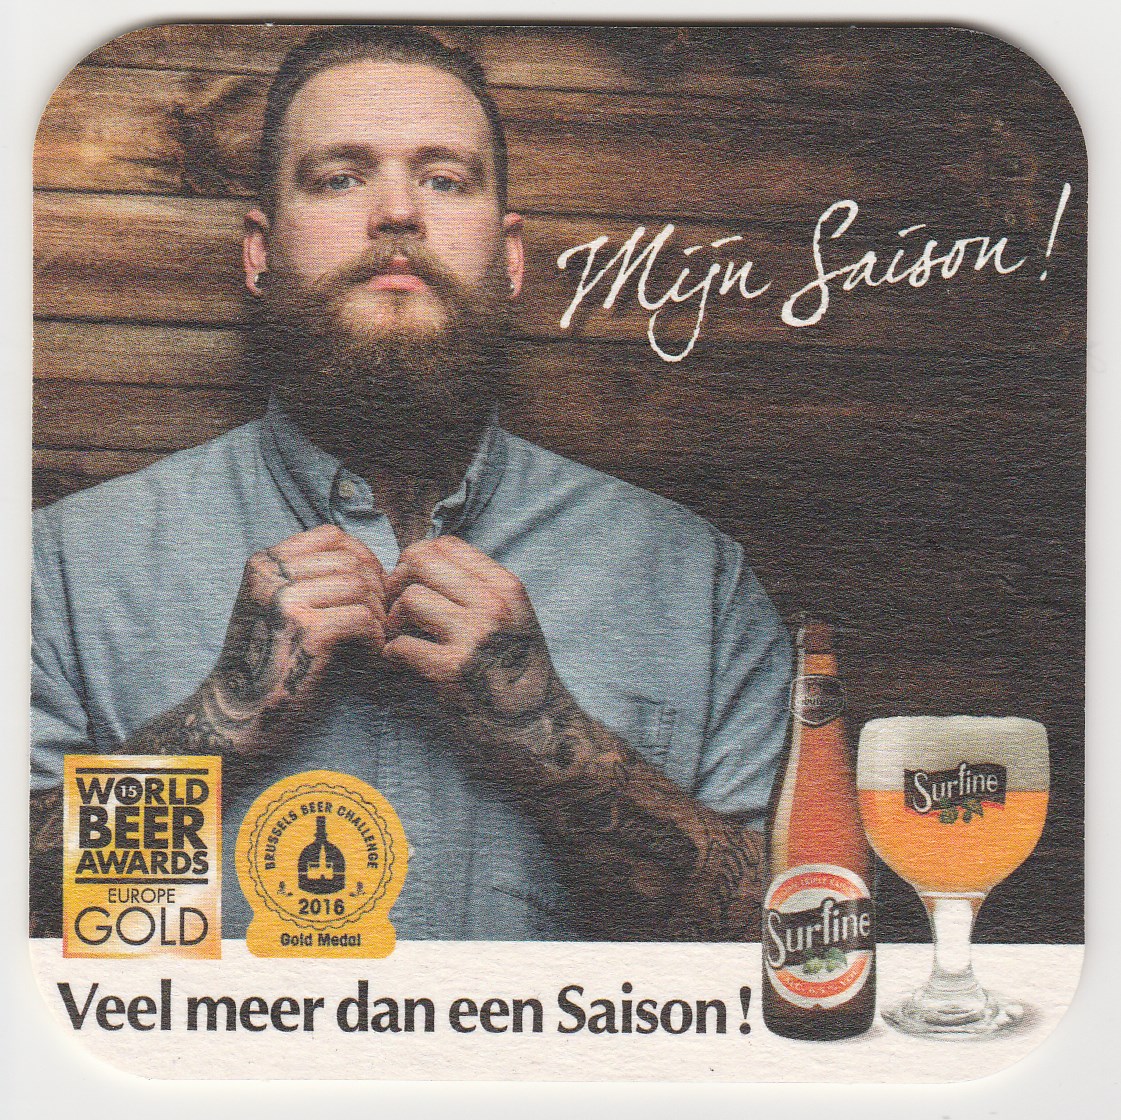 Mijn Saison!
WORLD
15
BEER
AWARDS
EUROPE
GOLD
BRUSSELS BEER CHALLENGE
2016
Gold Medal
Surfine
Surfine
Veel meer dan een Saison!